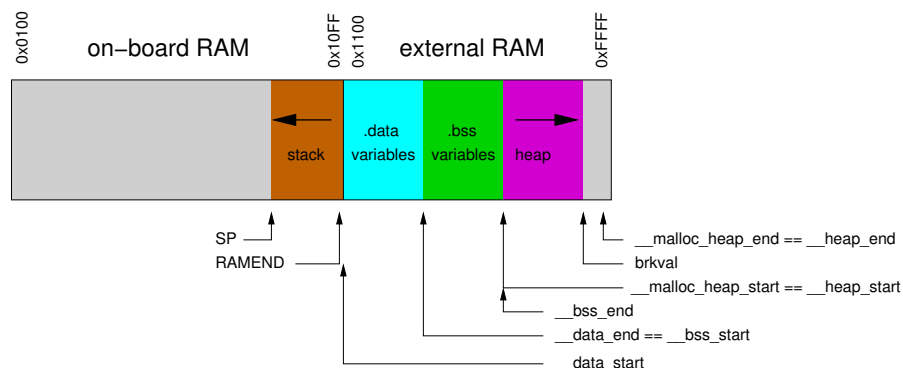 0x0100
on−board RAM
0x10FF
0x1100
external RAM
0xFFFF
stack
.data
variables
.bss
variables
heap
SP
RAMEND
__malloc_heap_end == __heap_end
brkval
__malloc_heap_start == __heap_start
__bss_end
__data_end == __bss_start
data_start